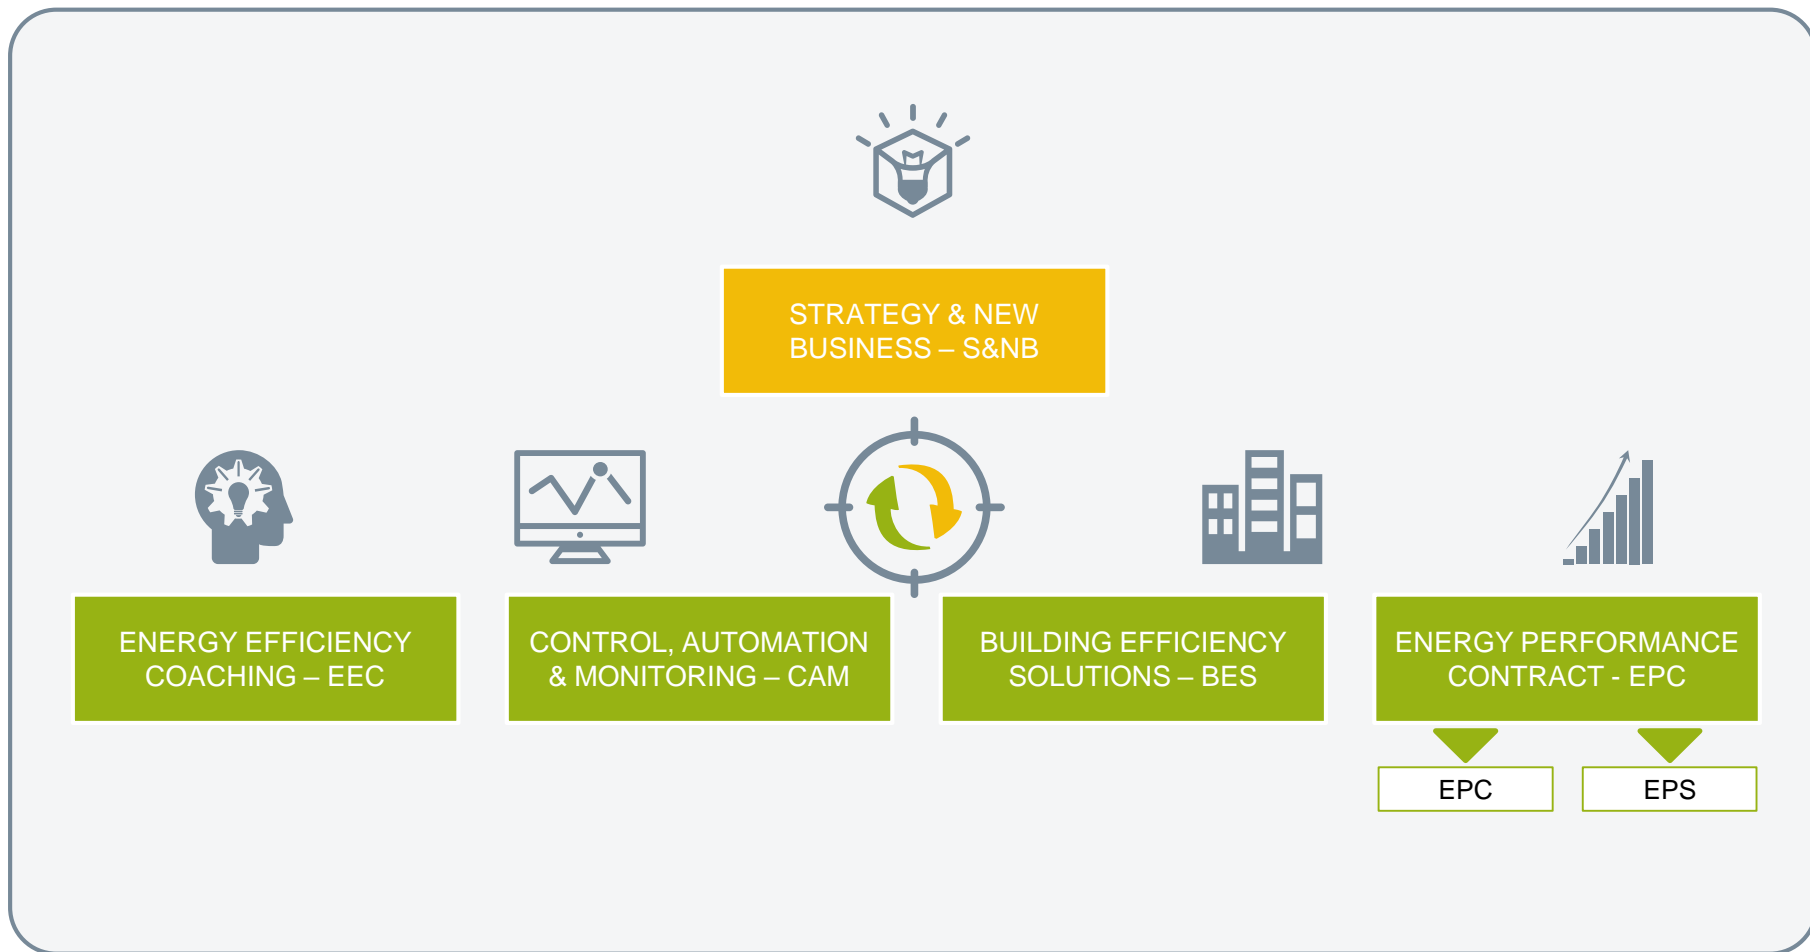 STRATEGY & NEW
BUSINESS – S&NB
ENERGY EFFICIENCY
COACHING – EEC
CONTROL, AUTOMATION
& MONITORING – CAM
BUILDING EFFICIENCY
SOLUTIONS – BES
ENERGY PERFORMANCE
CONTRACT - EPC
EPC
EPS